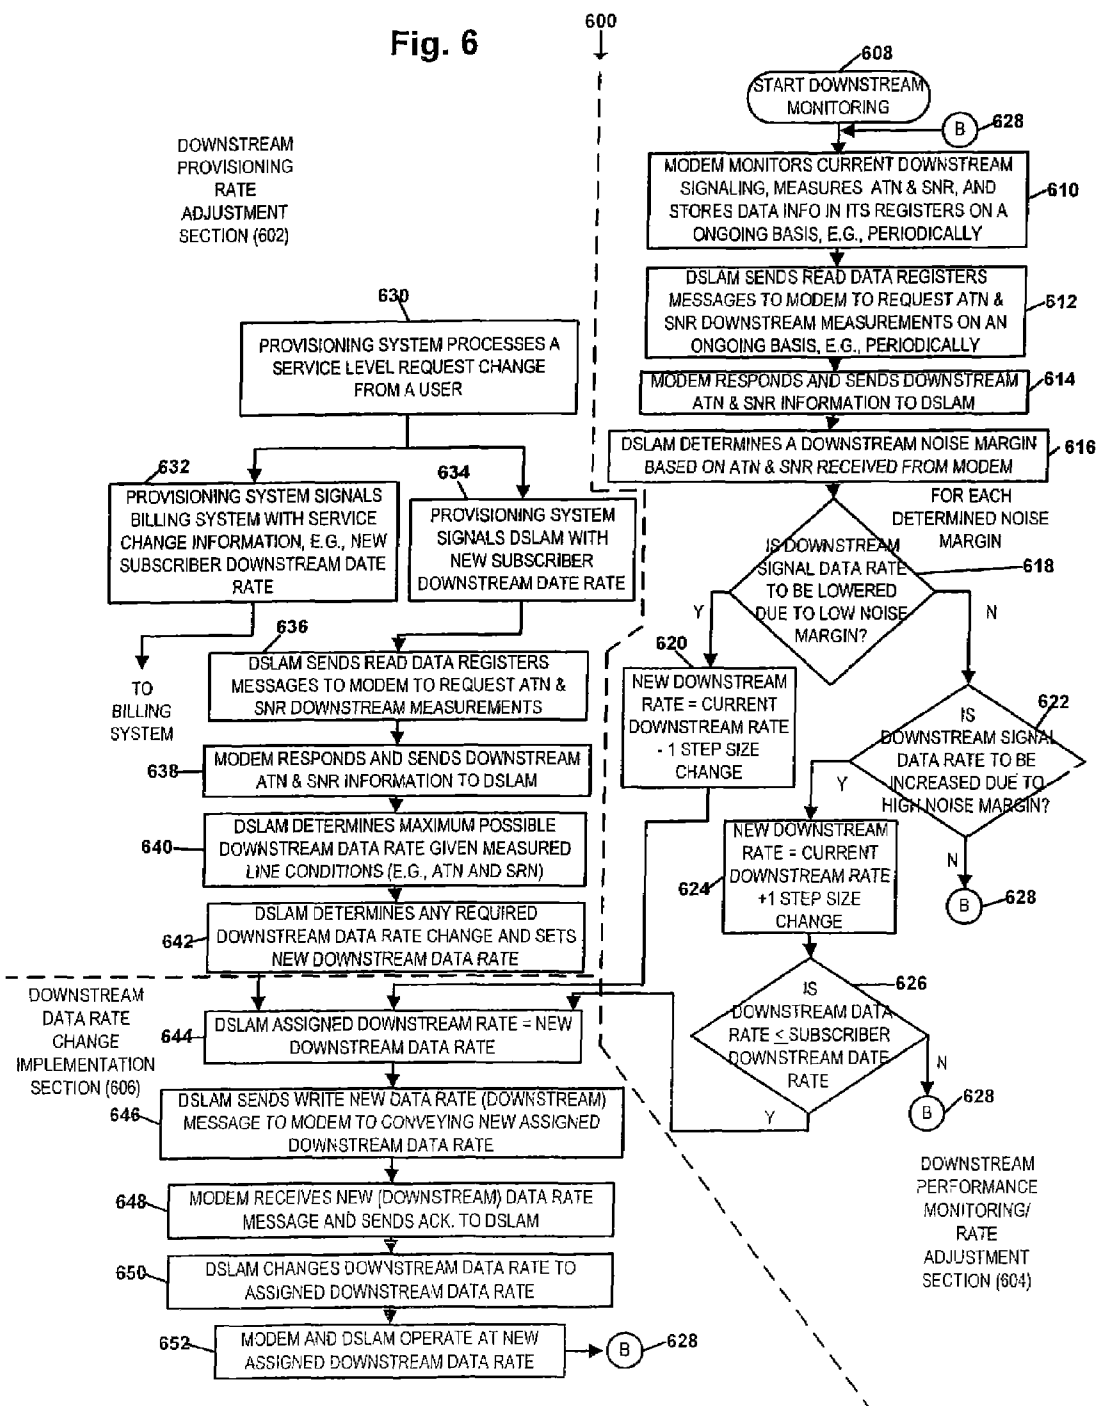 Fig. 6
600
DOWNSTREAM
PROVISIONING
RATE
ADJUSTMENT
SECTION (602)
608
START DOWNSTREAM
MONITORING
B
628
MODEM MONITORS CURRENT DOWNSTREAM
SIGNALING, MEASURES ATN & SNR, AND
STORES DATA INFO IN ITS REGISTERS ON A
ONGOING BASIS, E.G., PERIODICALLY
610
DSLAM SENDS READ DATA REGISTERS
MESSAGES TO MODEM TO REQUEST ATN &
SNR DOWNSTREAM MEASUREMENTS ON AN
ONGOING BASIS, E.G., PERIODICALLY
612
MODEM RESPONDS AND SENDS DOWNSTREAM
ATN & SNR INFORMATION TO DSLAM
614
DSLAM DETERMINES A DOWNSTREAM NOISE MARGIN
BASED ON ATN & SNR RECEIVED FROM MODEM
616
FOR EACH
DETERMINED NOISE
MARGIN
IS DOWNSTREAM
SIGNAL DATA RATE
TO BE LOWERED
DUE TO LOW NOISE
MARGIN?
618
Y
N
620
NEW DOWNSTREAM
RATE = CURRENT
DOWNSTREAM RATE
- 1 STEP SIZE
CHANGE
622
IS
DOWNSTREAM SIGNAL
DATA RATE TO BE
INCREASED DUE TO
HIGH NOISE MARGIN?
Y
N
B
628
NEW DOWNSTREAM
RATE = CURRENT
DOWNSTREAM RATE
+1 STEP SIZE
CHANGE
624
626
IS
DOWNSTREAM DATA
RATE ≤ SUBSCRIBER
DOWNSTREAM DATE
RATE
N
B
628
Y
DOWNSTREAM
PERFORMANCE
MONITORING/
RATE
ADJUSTMENT
SECTION (604)
630
PROVISIONING SYSTEM PROCESSES A
SERVICE LEVEL REQUEST CHANGE
FROM A USER
632
PROVISIONING SYSTEM SIGNALS
BILLING SYSTEM WITH SERVICE
CHANGE INFORMATION, E.G., NEW
SUBSCRIBER DOWNSTREAM DATE
RATE
634
PROVISIONING SYSTEM
SIGNALS DSLAM WITH
NEW SUBSCRIBER
DOWNSTREAM DATE RATE
TO
BILLING
SYSTEM
636
DSLAM SENDS READ DATA REGISTERS
MESSAGES TO MODEM TO REQUEST ATN &
SNR DOWNSTREAM MEASUREMENTS
638
MODEM RESPONDS AND SENDS DOWNSTREAM
ATN & SNR INFORMATION TO DSLAM
640
DSLAM DETERMINES MAXIMUM POSSIBLE
DOWNSTREAM DATA RATE GIVEN MEASURED
LINE CONDITIONS (E.G., ATN AND SRN)
642
DSLAM DETERMINES ANY REQUIRED
DOWNSTREAM DATA RATE CHANGE AND SETS
NEW DOWNSTREAM DATA RATE
DOWNSTREAM
DATA RATE
CHANGE
IMPLEMENTATION
SECTION (606)
644
DSLAM ASSIGNED DOWNSTREAM RATE = NEW
DOWNSTREAM DATA RATE
646
DSLAM SENDS WRITE NEW DATA RATE (DOWNSTREAM)
MESSAGE TO MODEM TO CONVEYING NEW ASSIGNED
DOWNSTREAM DATA RATE
648
MODEM RECEIVES NEW (DOWNSTREAM) DATA RATE
MESSAGE AND SENDS ACK. TO DSLAM
650
DSLAM CHANGES DOWNSTREAM DATA RATE TO
ASSIGNED DOWNSTREAM DATA RATE
652
MODEM AND DSLAM OPERATE AT NEW
ASSIGNED DOWNSTREAM DATA RATE
B
628